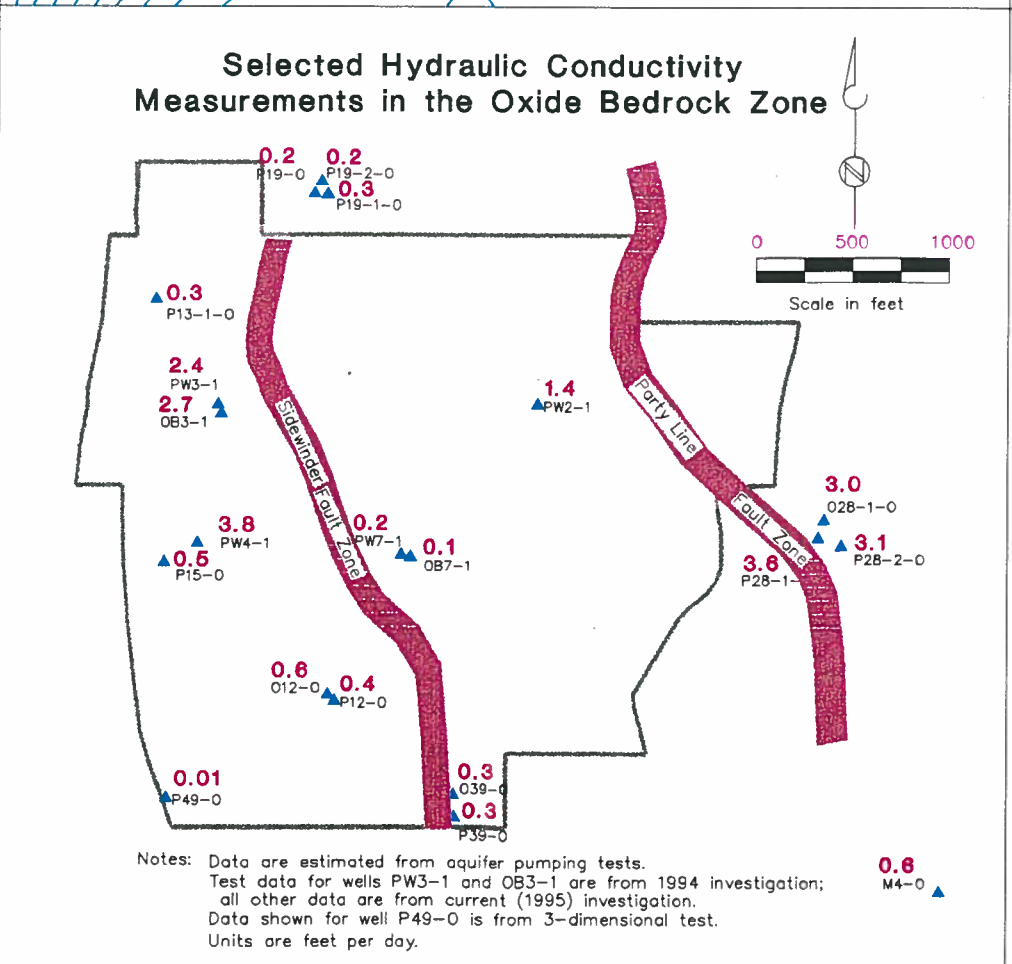 Selected Hydraulic Conductivity
Measurements in the Oxide Bedrock Zone
N
0 500 1000
Scale in feet
0.2
P19-0
0.2
P19-2-0
0.3
P19-1-0
0.3
P13-1-0
2.4
PW3-1
2.7
OB3-1
1.4
PW2-1
Party Line
Fault Zone
Sidewinder Fault Zone
3.0
O28-1-0
3.1
P28-2-0
3.6
P28-1-
3.8
PW4-1
0.5
P15-0
0.2
PW7-1
0.1
OB7-1
0.6
O12-0
0.4
P12-0
0.01
P49-0
0.3
O39-0
0.3
P39-0
0.6
M4-0
Notes: Data are estimated from aquifer pumping tests.
Test data for wells PW3-1 and OB3-1 are from 1994 investigation;
all other data are from current (1995) investigation.
Data shown for well P49-0 is from 3-dimensional test.
Units are feet per day.